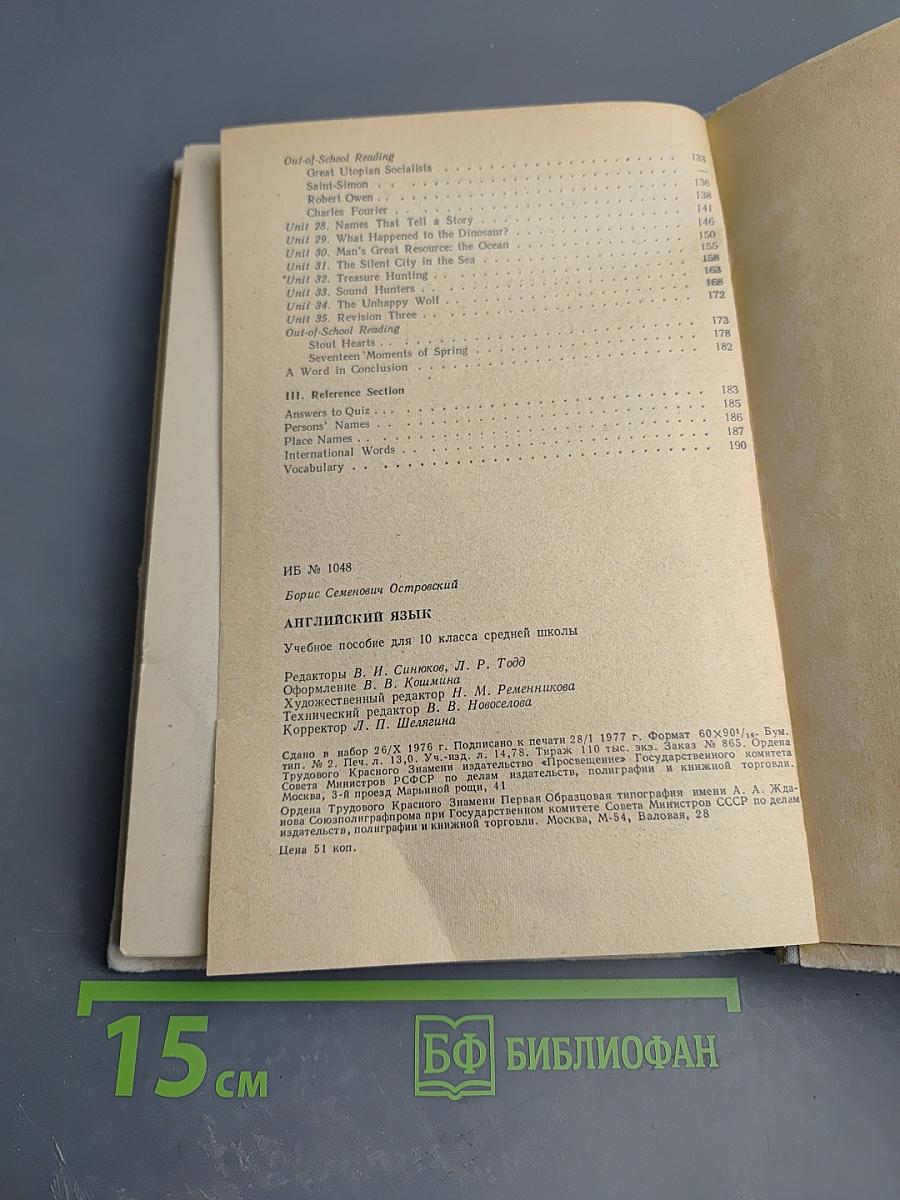 Out-of-School Reading . . . . . . . . . . . . . . . . . . . . 133
Great Utopian Socialists . . . . . . . . . . . . . . . . . . . . —
Saint-Simon . . . . . . . . . . . . . . . . . . . . 136
Robert Owen . . . . . . . . . . . . . . . . . . . . 138
Charles Fourier . . . . . . . . . . . . . . . . . . . . 141
Unit 28. Names That Tell a Story . . . . . . . . . . . . . . . . . . . . 146
Unit 29. What Happened to the Dinosaur? . . . . . . . . . . . . . . . . . . . . 150
Unit 30. Man's Great Resource: the Ocean . . . . . . . . . . . . . . . . . . . . 155
Unit 31. The Silent City in the Sea . . . . . . . . . . . . . . . . . . . . 158
*Unit 32. Treasure Hunting . . . . . . . . . . . . . . . . . . . . 163
Unit 33. Sound Hunters . . . . . . . . . . . . . . . . . . . . 168
Unit 34. The Unhappy Wolf . . . . . . . . . . . . . . . . . . . . 172
Unit 35. Revision Three . . . . . . . . . . . . . . . . . . . .
Out-of-School Reading . . . . . . . . . . . . . . . . . . . . 173
Stout Hearts . . . . . . . . . . . . . . . . . . . . 178
Seventeen Moments of Spring . . . . . . . . . . . . . . . . . . . . 182
A Word in Conclusion . . . . . . . . . . . . . . . . . . . .
III. Reference Section
Answers to Quiz . . . . . . . . . . . . . . . . . . . . 183
Persons' Names . . . . . . . . . . . . . . . . . . . . 185
Place Names . . . . . . . . . . . . . . . . . . . . 186
International Words . . . . . . . . . . . . . . . . . . . . 187
Vocabulary . . . . . . . . . . . . . . . . . . . . 190
ИБ № 1048
Борис Семенович Островский
АНГЛИЙСКИЙ ЯЗЫК
Учебное пособие для 10 класса средней школы
Редакторы В. И. Синюков, Л. Р. Тодд
Оформление В. В. Кошмина
Художественный редактор Н. М. Ременникова
Технический редактор В. В. Новоселова
Корректор Л. П. Шелягина
Сдано в набор 26/X 1976 г. Подписано к печати 28/1 1977 г. Формат 60×90¹/₁₆. Бум.
тип. № 2. Печ. л. 13,0. Уч.-изд. л. 14,78. Тираж 110 тыс. экз. Заказ № 865. Ордена
Трудового Красного Знамени издательство «Просвещение» Государственного комитета
Совета Министров РСФСР по делам издательств, полиграфии и книжной торговли.
Москва, 3-й проезд Марьиной рощи, 41
Ордена Трудового Красного Знамени Первая Образцовая типография имени А. А. Жда-
нова Союзполиграфпрома при Государственном комитете Совета Министров СССР по делам
издательств, полиграфии и книжной торговли. Москва, М-54, Валовая, 28
Цена 51 коп.
15 см
БФ БИБЛИОФАН